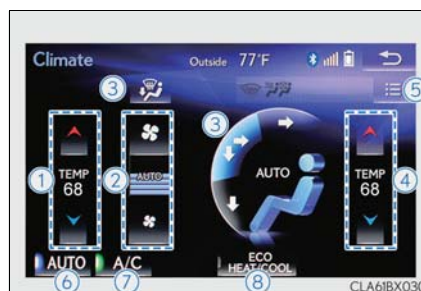 Climate Outside 77°F
3
5
3
TEMP
68
AUTO
AUTO
TEMP
68
1
2
4
AUTO A/C ECO
HEAT/COOL
6 7 8
CLA61BX030